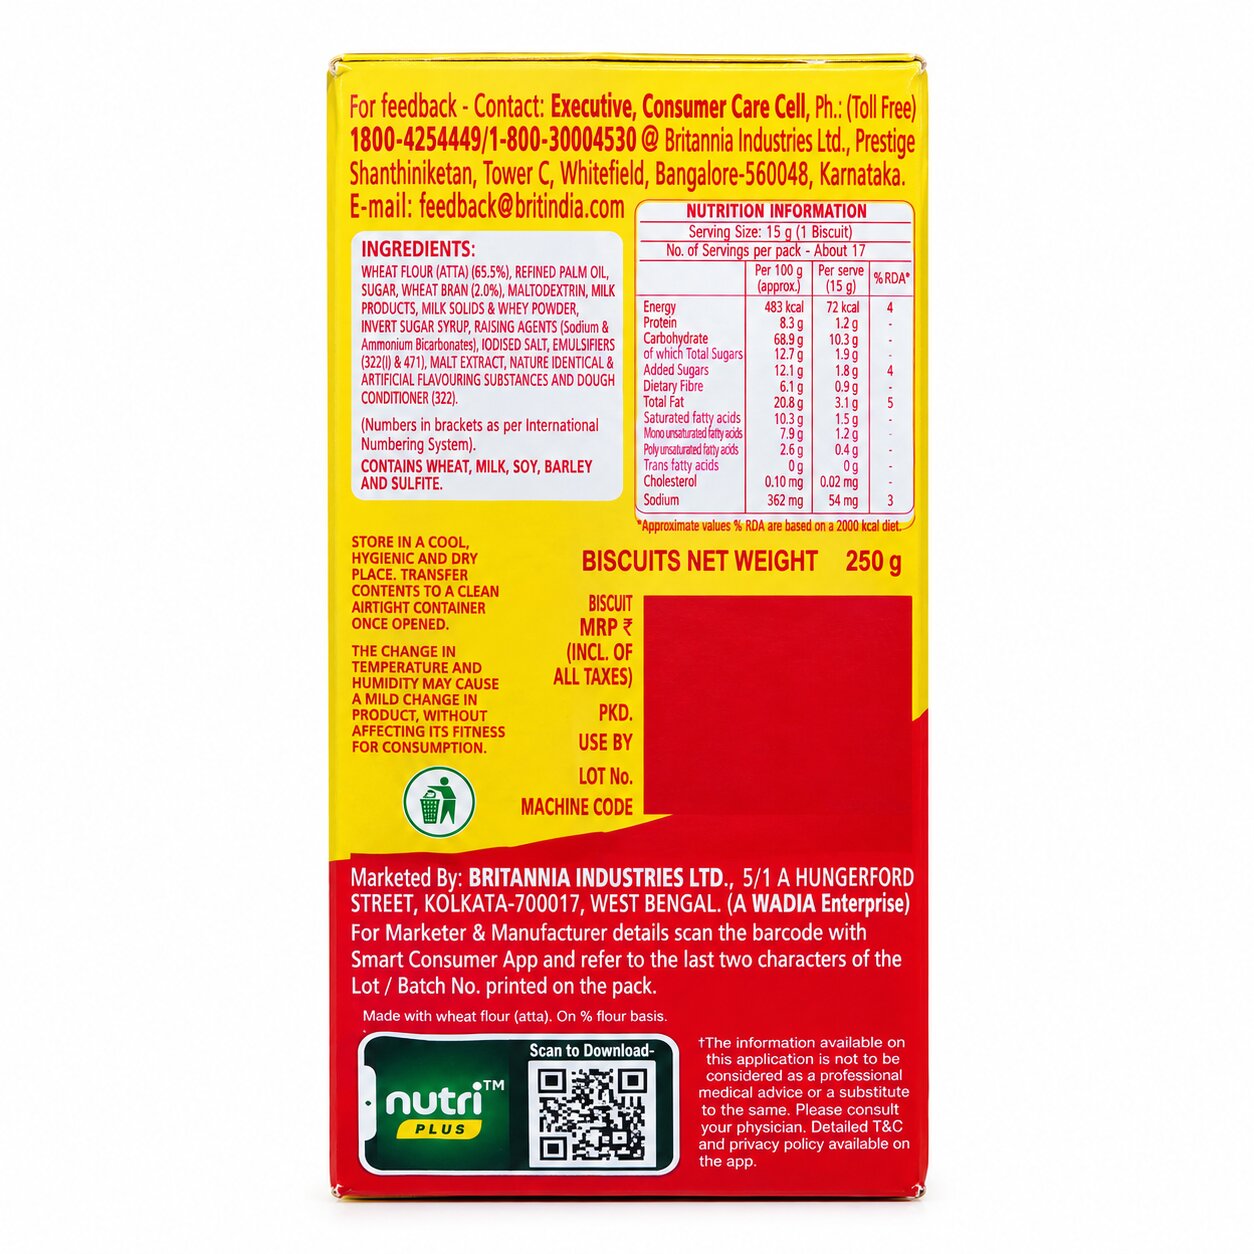 For feedback - Contact: Executive, Consumer Care Cell, Ph.: (Toll Free)
1800-4254449/1-800-30004530 @ Britannia Industries Ltd., Prestige
Shanthiniketan, Tower C, Whitefield, Bangalore-560048, Karnataka.
E-mail: feedback@britindia.com
INGREDIENTS:
WHEAT FLOUR (ATTA) (65.5%), REFINED PALM OIL,
SUGAR, WHEAT BRAN (2.0%), MALTODEXTRIN, MILK
PRODUCTS, MILK SOLIDS & WHEY POWDER,
INVERT SUGAR SYRUP, RAISING AGENTS (Sodium &
Ammonium Bicarbonates), IODISED SALT, EMULSIFIERS
(322(I) & 471), MALT EXTRACT, NATURE IDENTICAL &
ARTIFICIAL FLAVOURING SUBSTANCES AND DOUGH
CONDITIONER (322).
(Numbers in brackets as per International
Numbering System).
CONTAINS WHEAT, MILK, SOY, BARLEY
AND SULFITE.
NUTRITION INFORMATION
Serving Size: 15 g (1 Biscuit)
No. of Servings per pack - About 17
Per 100 g (approx.) Per serve (15 g) %RDA*
Energy 483 kcal 72 kcal 4
Protein 8.3 g 1.2 g -
Carbohydrate 68.9 g 10.3 g -
of which Total Sugars 12.7 g 1.9 g -
Added Sugars 12.1 g 1.8 g 4
Dietary Fibre 6.1 g 0.9 g -
Total Fat 20.8 g 3.1 g 5
Saturated fatty acids 10.3 g 1.5 g -
Mono unsaturated fatty acids 7.9 g 1.2 g -
Poly unsaturated fatty acids 2.6 g 0.4 g -
Trans fatty acids 0 g 0 g -
Cholesterol 0.10 mg 0.02 mg -
Sodium 362 mg 54 mg 3
*Approximate values % RDA are based on a 2000 kcal diet.
BISCUITS NET WEIGHT 250 g
STORE IN A COOL,
HYGIENIC AND DRY
PLACE. TRANSFER
CONTENTS TO A CLEAN
AIRTIGHT CONTAINER
ONCE OPENED.
THE CHANGE IN
TEMPERATURE AND
HUMIDITY MAY CAUSE
A MILD CHANGE IN
PRODUCT, WITHOUT
AFFECTING ITS FITNESS
FOR CONSUMPTION.
BISCUIT
MRP ₹
(INCL. OF
ALL TAXES)
PKD.
USE BY
LOT No.
MACHINE CODE
Marketed By: BRITANNIA INDUSTRIES LTD., 5/1 A HUNGERFORD
STREET, KOLKATA-700017, WEST BENGAL. (A WADIA Enterprise)
For Marketer & Manufacturer details scan the barcode with
Smart Consumer App and refer to the last two characters of the
Lot / Batch No. printed on the pack.
Made with wheat flour (atta). On % flour basis.
nutri™
PLUS
Scan to Download-
†The information available on
this application is not to be
considered as a professional
medical advice or a substitute
to the same. Please consult
your physician. Detailed T&C
and privacy policy available on
the app.